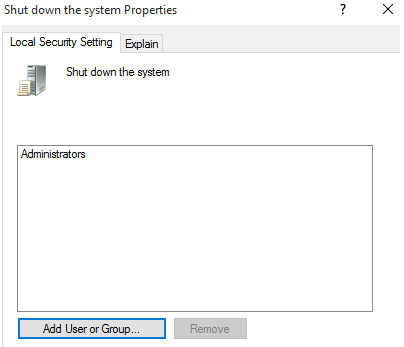 Shut down the system Properties
?
Local Security Setting
Explain
Shut down the system
Administrators
Add User or Group...
Remove